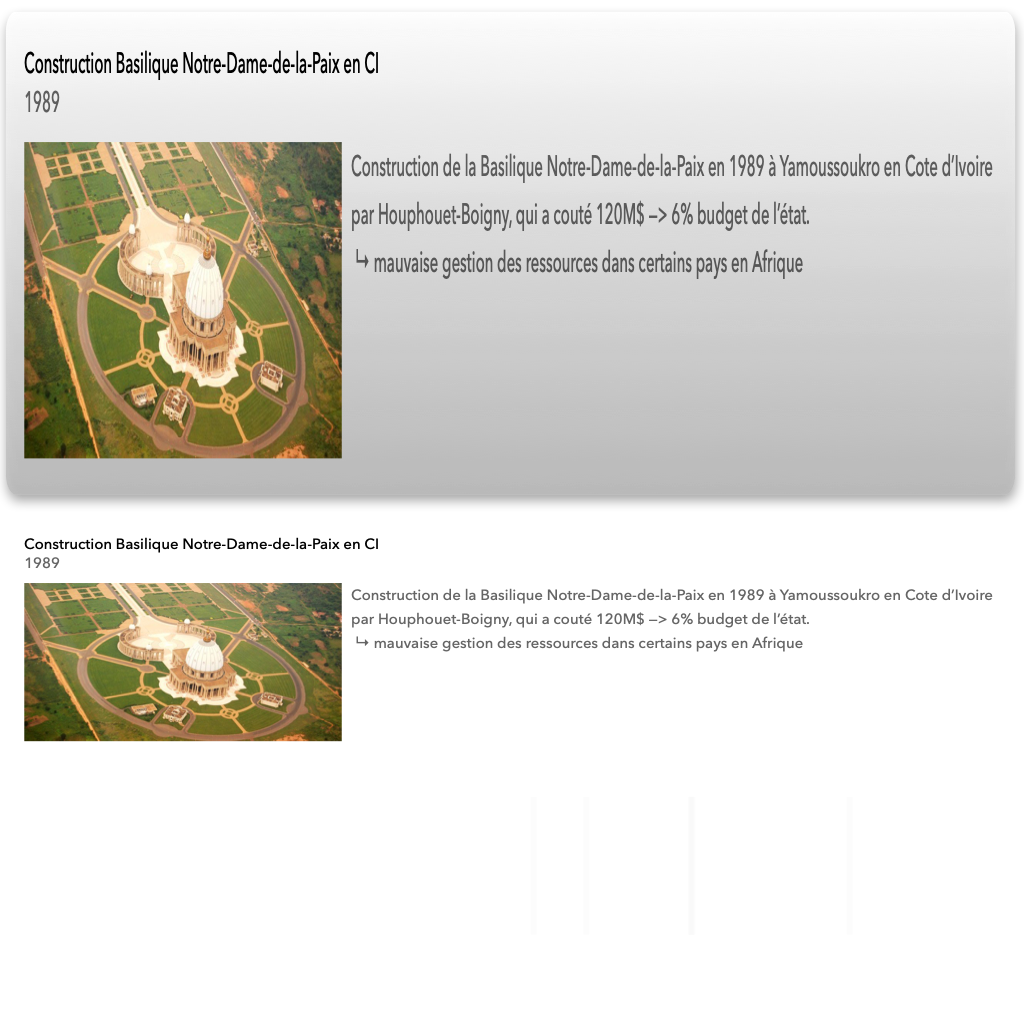 Construction Basilique Notre-Dame-de-la-Paix en CI
1989
Construction de la Basilique Notre-Dame-de-la-Paix en 1989 à Yamoussoukro en Cote d’Ivoire
par Houphouet-Boigny, qui a couté 120M$ —> 6% budget de l’état.
↳ mauvaise gestion des ressources dans certains pays en Afrique
Construction Basilique Notre-Dame-de-la-Paix en CI
1989
Construction de la Basilique Notre-Dame-de-la-Paix en 1989 à Yamoussoukro en Cote d’Ivoire
par Houphouet-Boigny, qui a couté 120M$ —> 6% budget de l’état.
↳ mauvaise gestion des ressources dans certains pays en Afrique